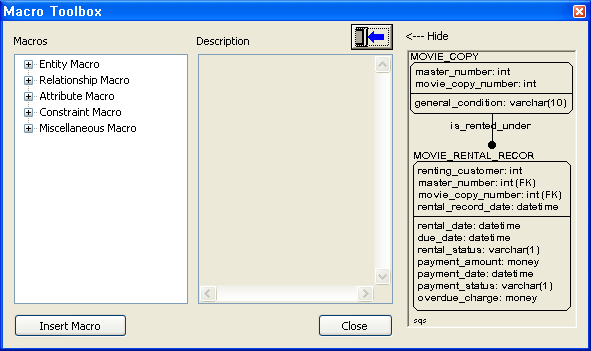 Macro Toolbox
Macros
Description
<--- Hide
Entity Macro
Relationship Macro
Attribute Macro
Constraint Macro
Miscellaneous Macro
MOVIE_COPY
master_number: int
movie_copy_number: int
general_condition: varchar(10)
is_rented_under
MOVIE_RENTAL_RECOR
renting_customer: int
master_number: int (FK)
movie_copy_number: int (FK)
rental_record_date: datetime
rental_date: datetime
due_date: datetime
rental_status: varchar(1)
payment_amount: money
payment_date: datetime
payment_status: varchar(1)
overdue_charge: money
sqs
Insert Macro
Close